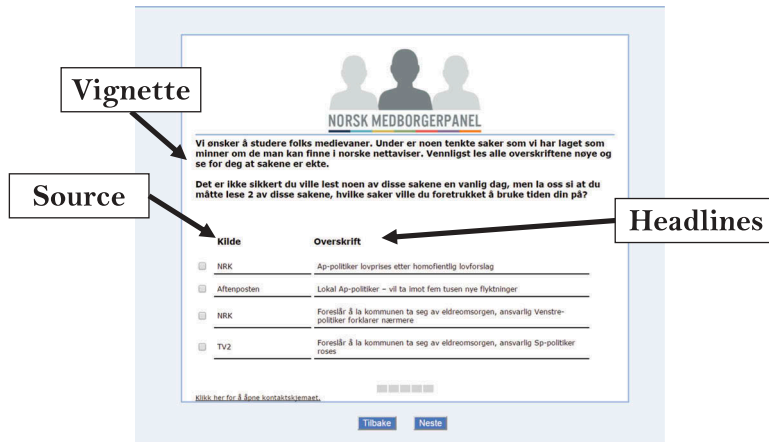 NORSK MEDBORGERPANEL
Vignette
Vi ønsker å studere folks medievaner. Under er noen tenkte saker som vi har laget som
minner om de man kan finne i norske nettaviser. Vennligst les alle overskriftene nøye og
se for deg at sakene er ekte.
Det er ikke sikkert du ville lest noen av disse sakene en vanlig dag, men la oss si at du
måtte lese 2 av disse sakene, hvilke saker ville du foretrukket å bruke tiden din på?
Source
Headlines
Kilde Overskrift
NRK Ap-politiker lovprises etter homofientlig lovforslag
Aftenposten Lokal Ap-politiker – vil ta imot fem tusen nye flyktninger
NRK Foreslår å la kommunen ta seg av eldreomsorgen, ansvarlig Venstre-
politiker forklarer nærmere
TV2 Foreslår å la kommunen ta seg av eldreomsorgen, ansvarlig Sp-politiker
roses
Klikk her for å åpne kontaktskjemaet.
Tilbake Neste